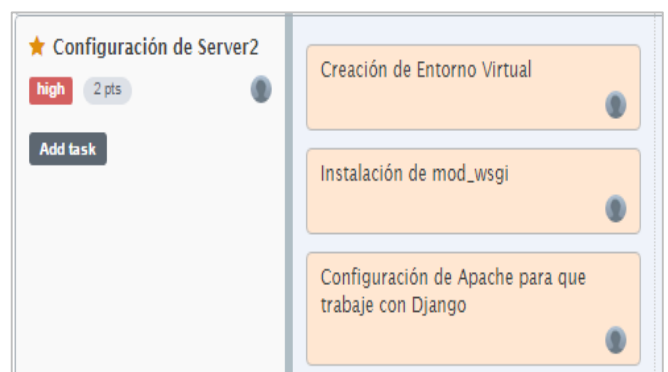 Configuración de Server2
high 2 pts
Add task
Creación de Entorno Virtual
Instalación de mod_wsgi
Configuración de Apache para que
trabaje con Django